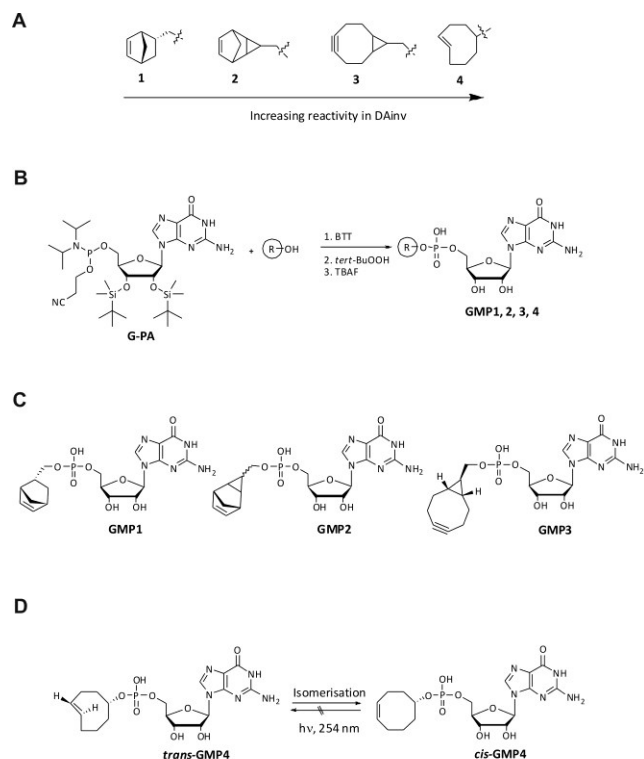 A
1
2
3
4
Increasing reactivity in DAinv
B
O
N
NH
N
N
NH₂
N
P
O
O
O
O
O
Si
Si
NC
G-PA
+
R
OH
1. BTT
2. tert-BuOOH
3. TBAF
R
O
OH
P
O
O
O
N
N
O
NH
N
NH₂
OH OH
GMP1, 2, 3, 4
C
O
OH
P
O
O
O
N
N
O
NH
N
NH₂
OH OH
GMP1
O
OH
P
O
O
O
N
N
O
NH
N
NH₂
OH OH
GMP2
H
H
O
OH
P
O
O
O
N
N
O
NH
N
NH₂
OH OH
GMP3
D
H
H
O
OH
P
O
O
O
N
N
O
NH
N
NH₂
OH OH
trans-GMP4
Isomerisation
hν, 254 nm
O
OH
P
O
O
O
N
N
O
NH
N
NH₂
OH OH
cis-GMP4